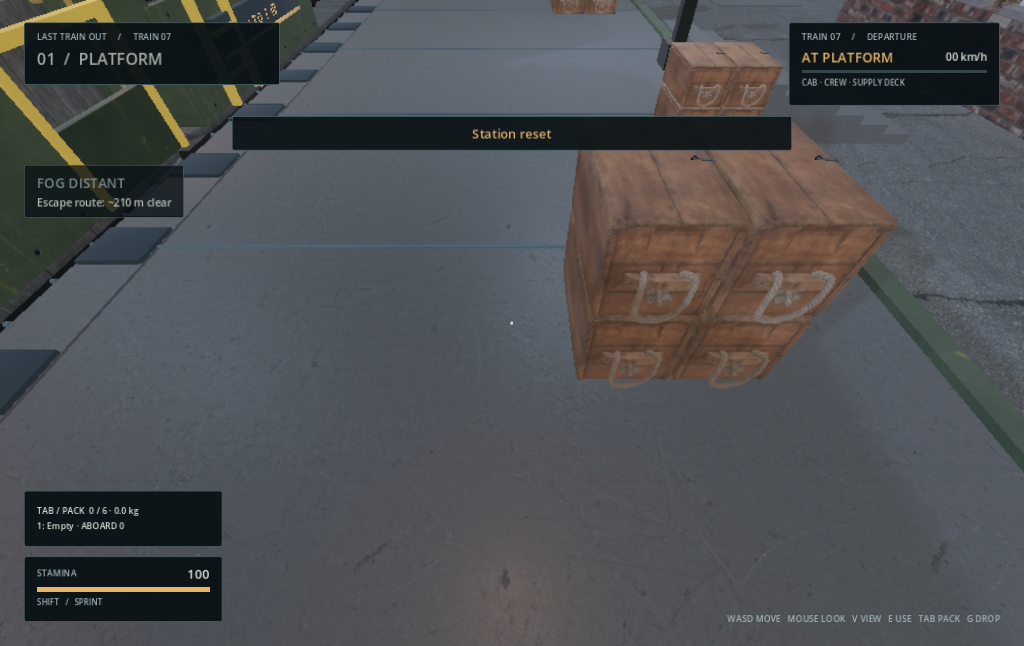 LAST TRAIN OUT / TRAIN 07
01 / PLATFORM
TRAIN 07 / DEPARTURE
AT PLATFORM 00 km/h
CAB · CREW · SUPPLY DECK
Station reset
FOG DISTANT
Escape route: ~210 m clear
TAB / PACK 0 / 6 · 0.0 kg
1: Empty · ABOARD 0
STAMINA 100
SHIFT / SPRINT
WASD MOVE MOUSE LOOK V VIEW E USE TAB PACK G DROP